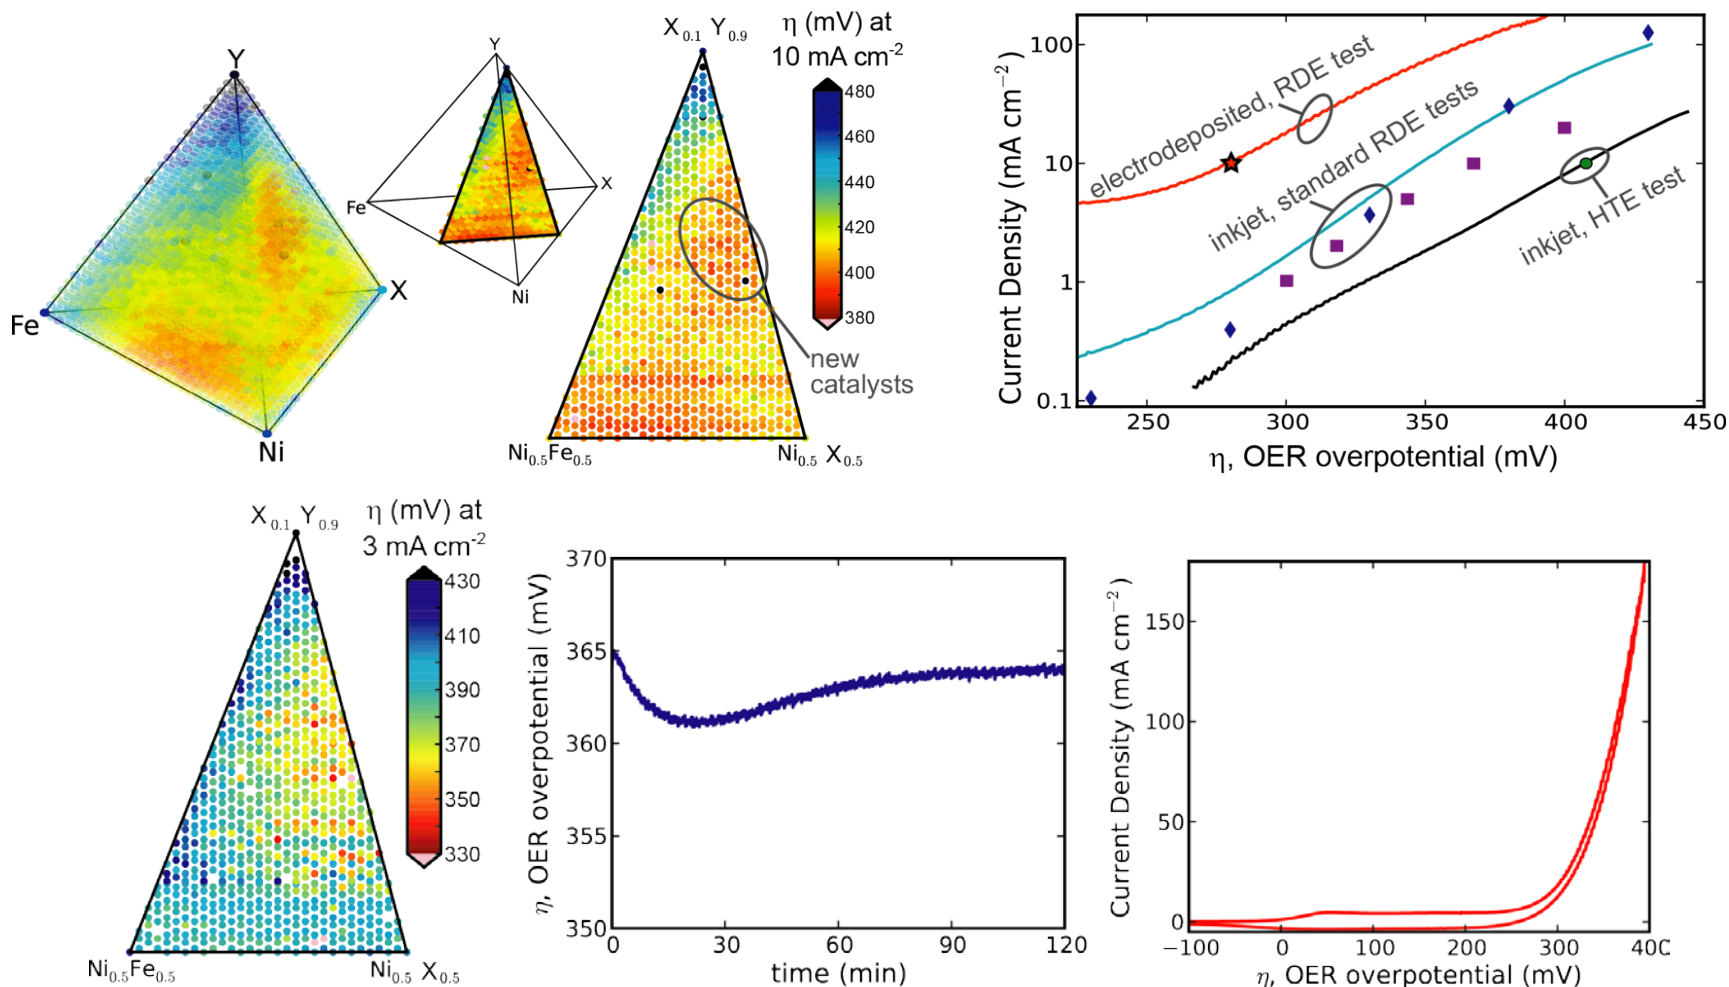 Y
Fe
X
Ni
Y
Fe
X
Ni
X0.1 Y0.9
η (mV) at
10 mA cm-2
480
460
440
420
400
380
new
catalysts
Ni0.5Fe0.5
Ni0.5 X0.5
Current Density (mA cm−2)
100
10
1
0.1
electrodeposited, RDE test
inkjet, standard RDE tests
inkjet, HTE test
250
300
350
400
450
η, OER overpotential (mV)
X0.1 Y0.9
η (mV) at
3 mA cm-2
430
410
390
370
350
330
Ni0.5Fe0.5
Ni0.5 X0.5
η, OER overpotential (mV)
370
365
360
355
350
0
30
60
90
120
time (min)
Current Density (mA cm−2)
150
100
50
0
−100
0
100
200
300
400
η, OER overpotential (mV)